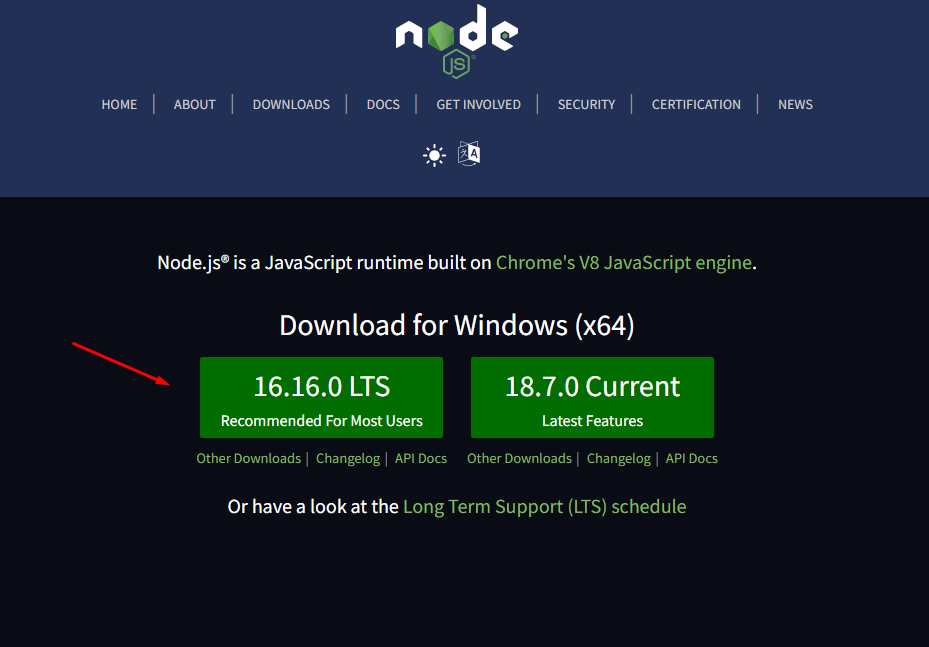 node
JS
HOME | ABOUT | DOWNLOADS | DOCS | GET INVOLVED | SECURITY | CERTIFICATION | NEWS
A
Node.js® is a JavaScript runtime built on Chrome's V8 JavaScript engine.
Download for Windows (x64)
16.16.0 LTS
Recommended For Most Users
18.7.0 Current
Latest Features
Other Downloads | Changelog | API Docs
Other Downloads | Changelog | API Docs
Or have a look at the Long Term Support (LTS) schedule